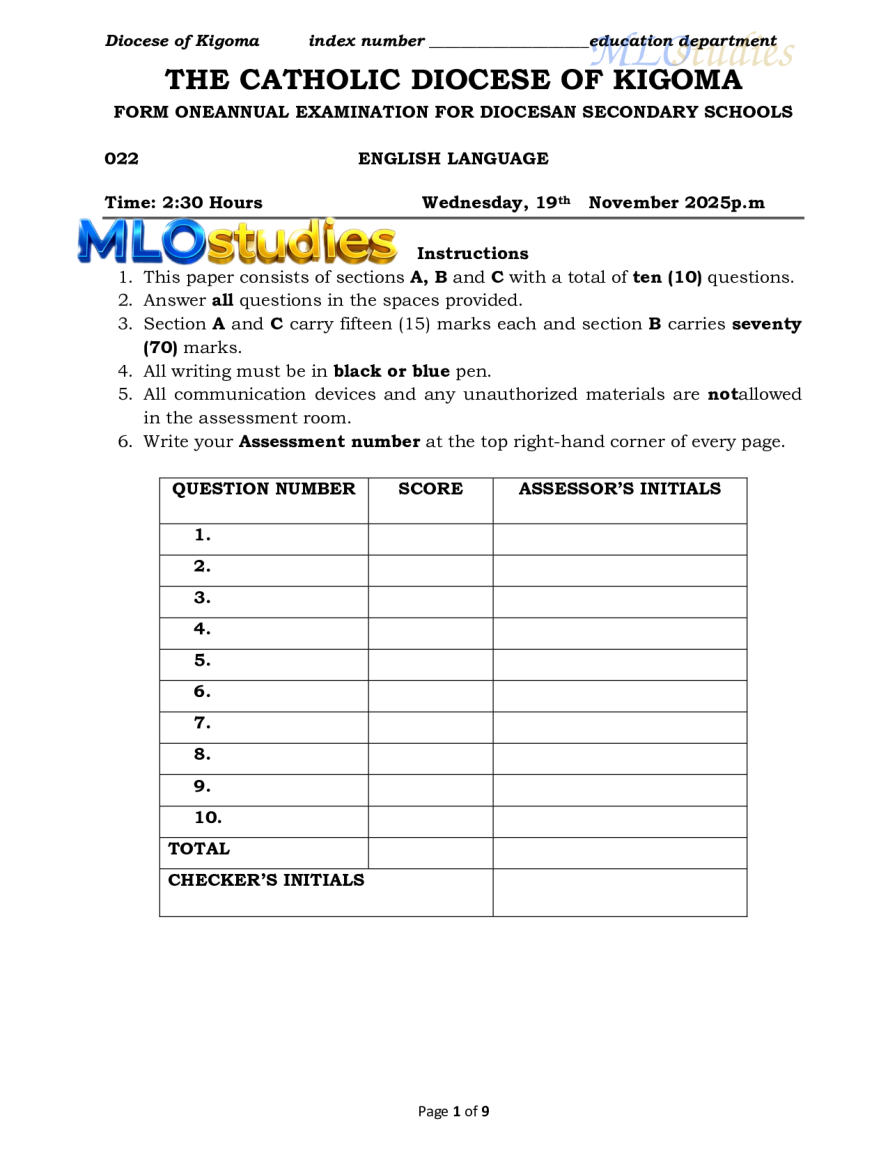 Diocese of Kigoma index number ____________________education department
MLOstudies
THE CATHOLIC DIOCESE OF KIGOMA
FORM ONEANNUAL EXAMINATION FOR DIOCESAN SECONDARY SCHOOLS
022 ENGLISH LANGUAGE
Time: 2:30 Hours Wednesday, 19th November 2025p.m
MLOstudies
Instructions
1. This paper consists of sections A, B and C with a total of ten (10) questions.
2. Answer all questions in the spaces provided.
3. Section A and C carry fifteen (15) marks each and section B carries seventy
(70) marks.
4. All writing must be in black or blue pen.
5. All communication devices and any unauthorized materials are notallowed
in the assessment room.
6. Write your Assessment number at the top right-hand corner of every page.
QUESTION NUMBER SCORE ASSESSOR'S INITIALS
1.
2.
3.
4.
5.
6.
7.
8.
9.
10.
TOTAL
CHECKER'S INITIALS
Page 1 of 9